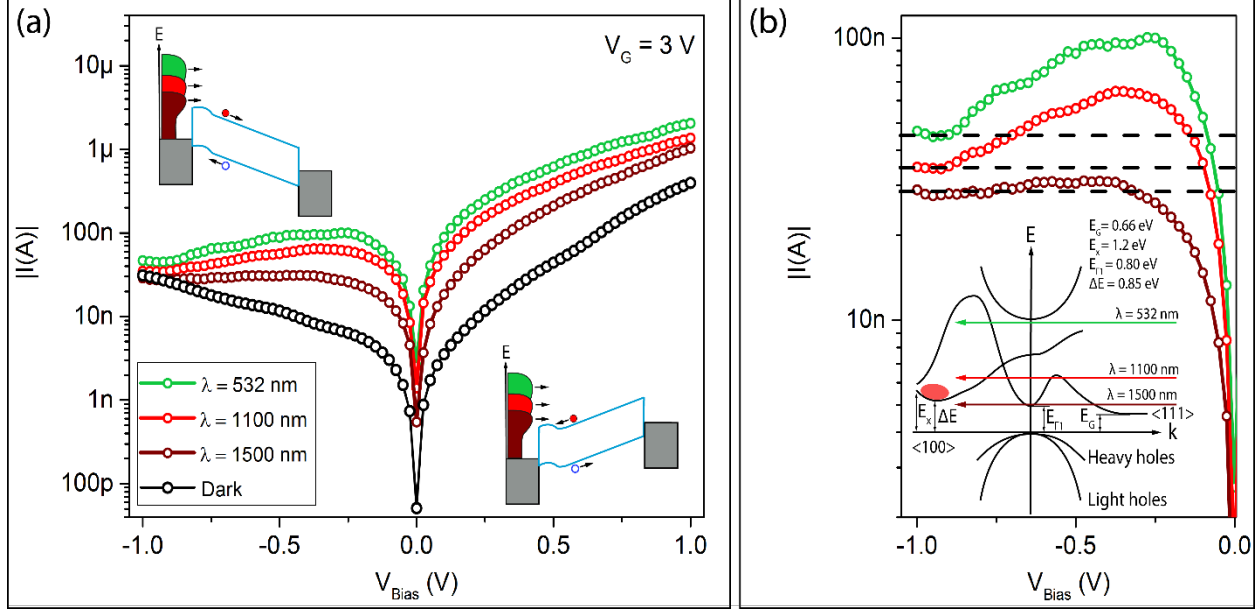 (a)
V_G = 3 V
E
10µ
1µ
100n
10n
1n
100p
|I(A)|
E
λ = 532 nm
λ = 1100 nm
λ = 1500 nm
Dark
-1.0 -0.5 0.0 0.5 1.0
V_Bias (V)
(b)
100n
10n
|I(A)|
E_G= 0.66 eV
E_x = 1.2 eV
E_Γ1 = 0.80 eV
ΔE = 0.85 eV
E
λ = 532 nm
λ = 1100 nm
λ = 1500 nm
E_x ΔE E_Γ1 E_G <111>
<100> k
Heavy holes
Light holes
-1.0 -0.5 0.0
V_Bias (V)